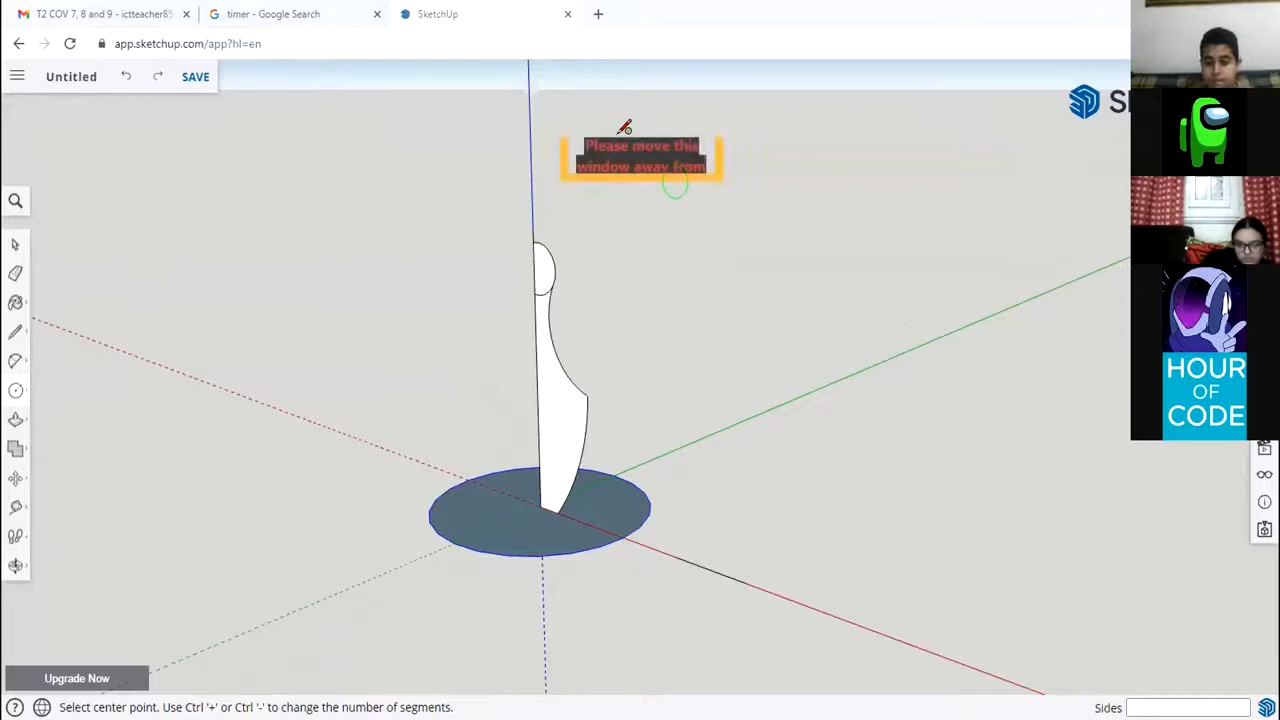 T2 COV 7, 8 and 9 - ictteacher85
timer - Google Search
SketchUp
app.sketchup.com/app?hl=en
Untitled
SAVE
Please move this
window away from
HOUR
OF
CODE
Upgrade Now
Select center point. Use Ctrl '+' or Ctrl '-' to change the number of segments.
Sides